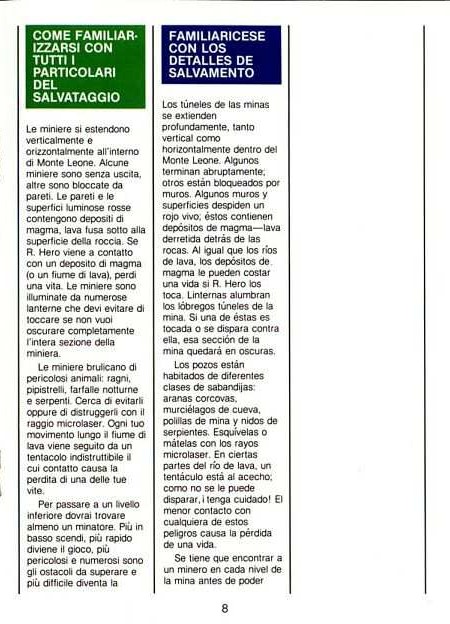 COME FAMILIAR-
IZZARSI CON
TUTTI I
PARTICOLARI
DEL
SALVATAGGIO
Le miniere si estendono
verticalmente e
orizzontalmente all'interno
di Monte Leone. Alcune
miniere sono senza uscita,
altre sono bloccate da
pareti. Le pareti e le
superfici luminose rosse
contengono depositi di
magma, lava fusa sotto alla
superficie della roccia. Se
R. Hero viene a contatto
con un deposito di magma
(o un fiume di lava), perdi
una vita. Le miniere sono
illuminate da numerose
lanterne che devi evitare di
toccare se non vuoi
oscurare completamente
l'intera sezione della
miniera.
Le miniere brulicano di
pericolosi animali: ragni,
pipistrelli, farfalle notturne
e serpenti. Cerca di evitarli
oppure di distruggerli con il
raggio microlaser. Ogni tuo
movimento lungo il fiume di
lava viene seguito da un
tentacolo indistruttibile il
cui contatto causa la
perdita di una delle tue
vite.
Per passare a un livello
inferiore dovrai trovare
almeno un minatore. Più in
basso scendi, più rapido
diviene il gioco, più
pericolosi e numerosi sono
gli ostacoli da superare e
più difficile diventa la
FAMILIARICESE
CON LOS
DETALLES DE
SALVAMENTO
Los túneles de las minas
se extienden
profundamente, tanto
vertical como
horizontalmente dentro del
Monte Leone. Algunos
terminan abruptamente;
otros están bloqueados por
muros. Algunos muros y
superficies despiden un
rojo vivo; éstos contienen
depósitos de magma—lava
derretida detrás de las
rocas. Al igual que los ríos
de lava, los depósitos de
magma le pueden costar
una vida si R. Hero los
toca. Linternas alumbran
los lóbregos túneles de la
mina. Si una de éstas es
tocada o se dispara contra
ella, esa sección de la
mina quedará en oscuras.
Los pozos están
habitados de diferentes
clases de sabandijas:
aranas corcovas,
murciélagos de cueva,
polillas de mina y nidos de
serpientes. Esquívelas o
mátelas con los rayos
microlaser. En ciertas
partes del río de lava, un
tentáculo está al acecho;
como no se le puede
disparar, ¡tenga cuidado! El
menor contacto con
cualquiera de estos
peligros causa la pérdida
de una vida.
Se tiene que encontrar a
un minero en cada nivel de
la mina antes de poder
8